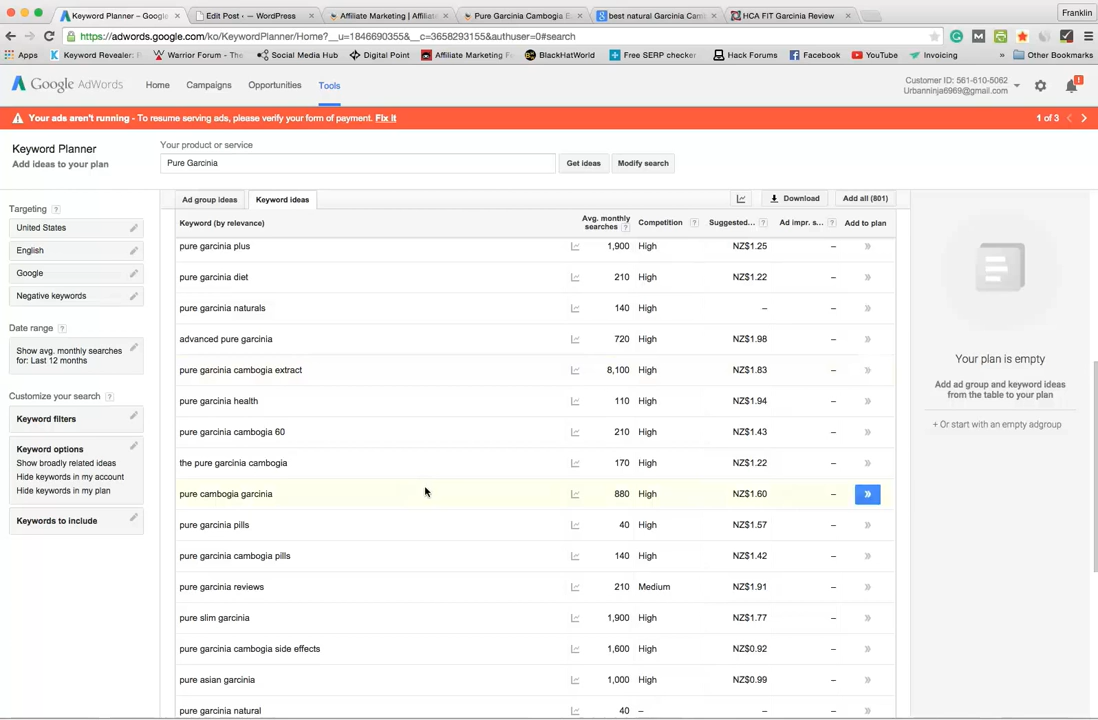 Keyword Planner – Google
Edit Post ‹ — WordPress
Affiliate Marketing | Affiliat
Pure Garcinia Cambogia E
best natural Garcinia Cam
HCA FIT Garcinia Review
Franklin
https://adwords.google.com/ko/KeywordPlanner/Home?__u=1846690355&__c=3658293155&authuser=0#search
Apps
Keyword Revealer:
Warrior Forum - The
Social Media Hub
Digital Point
Affiliate Marketing F
BlackHatWorld
Free SERP checker
Hack Forums
Facebook
YouTube
Invoicing
»
Other Bookmarks
Google AdWords
Home
Campaigns
Opportunities
Tools
Customer ID: 561-610-5062
Urbanninja6969@gmail.com
Your ads aren't running - To resume serving ads, please verify your form of payment. Fix it
1 of 3
Keyword Planner
Add ideas to your plan
Your product or service
Pure Garcinia
Get ideas
Modify search
Targeting ?
United States
English
Google
Negative keywords
Date range ?
Show avg. monthly searches
for: Last 12 months
Customize your search ?
Keyword filters
Keyword options
Show broadly related ideas
Hide keywords in my account
Hide keywords in my plan
Keywords to include
Ad group ideas
Keyword ideas
Download
Add all (801)
Keyword (by relevance)
Avg. monthly
searches ?
Competition ?
Suggested... ?
Ad impr. s... ?
Add to plan
pure garcinia plus 1,900 High NZ$1.25 – »
pure garcinia diet 210 High NZ$1.22 – »
pure garcinia naturals 140 High – – »
advanced pure garcinia 720 High NZ$1.98 – »
pure garcinia cambogia extract 8,100 High NZ$1.83 – »
pure garcinia health 110 High NZ$1.94 – »
pure garcinia cambogia 60 210 High NZ$1.43 – »
the pure garcinia cambogia 170 High NZ$1.22 – »
pure cambogia garcinia 880 High NZ$1.60 – »
pure garcinia pills 40 High NZ$1.57 – »
pure garcinia cambogia pills 140 High NZ$1.42 – »
pure garcinia reviews 210 Medium NZ$1.91 – »
pure slim garcinia 1,900 High NZ$1.77 – »
pure garcinia cambogia side effects 1,600 High NZ$0.92 – »
pure asian garcinia 1,000 High NZ$0.99 – »
pure garcinia natural 40 – – – »
Your plan is empty
Add ad group and keyword ideas
from the table to your plan
+ Or start with an empty adgroup